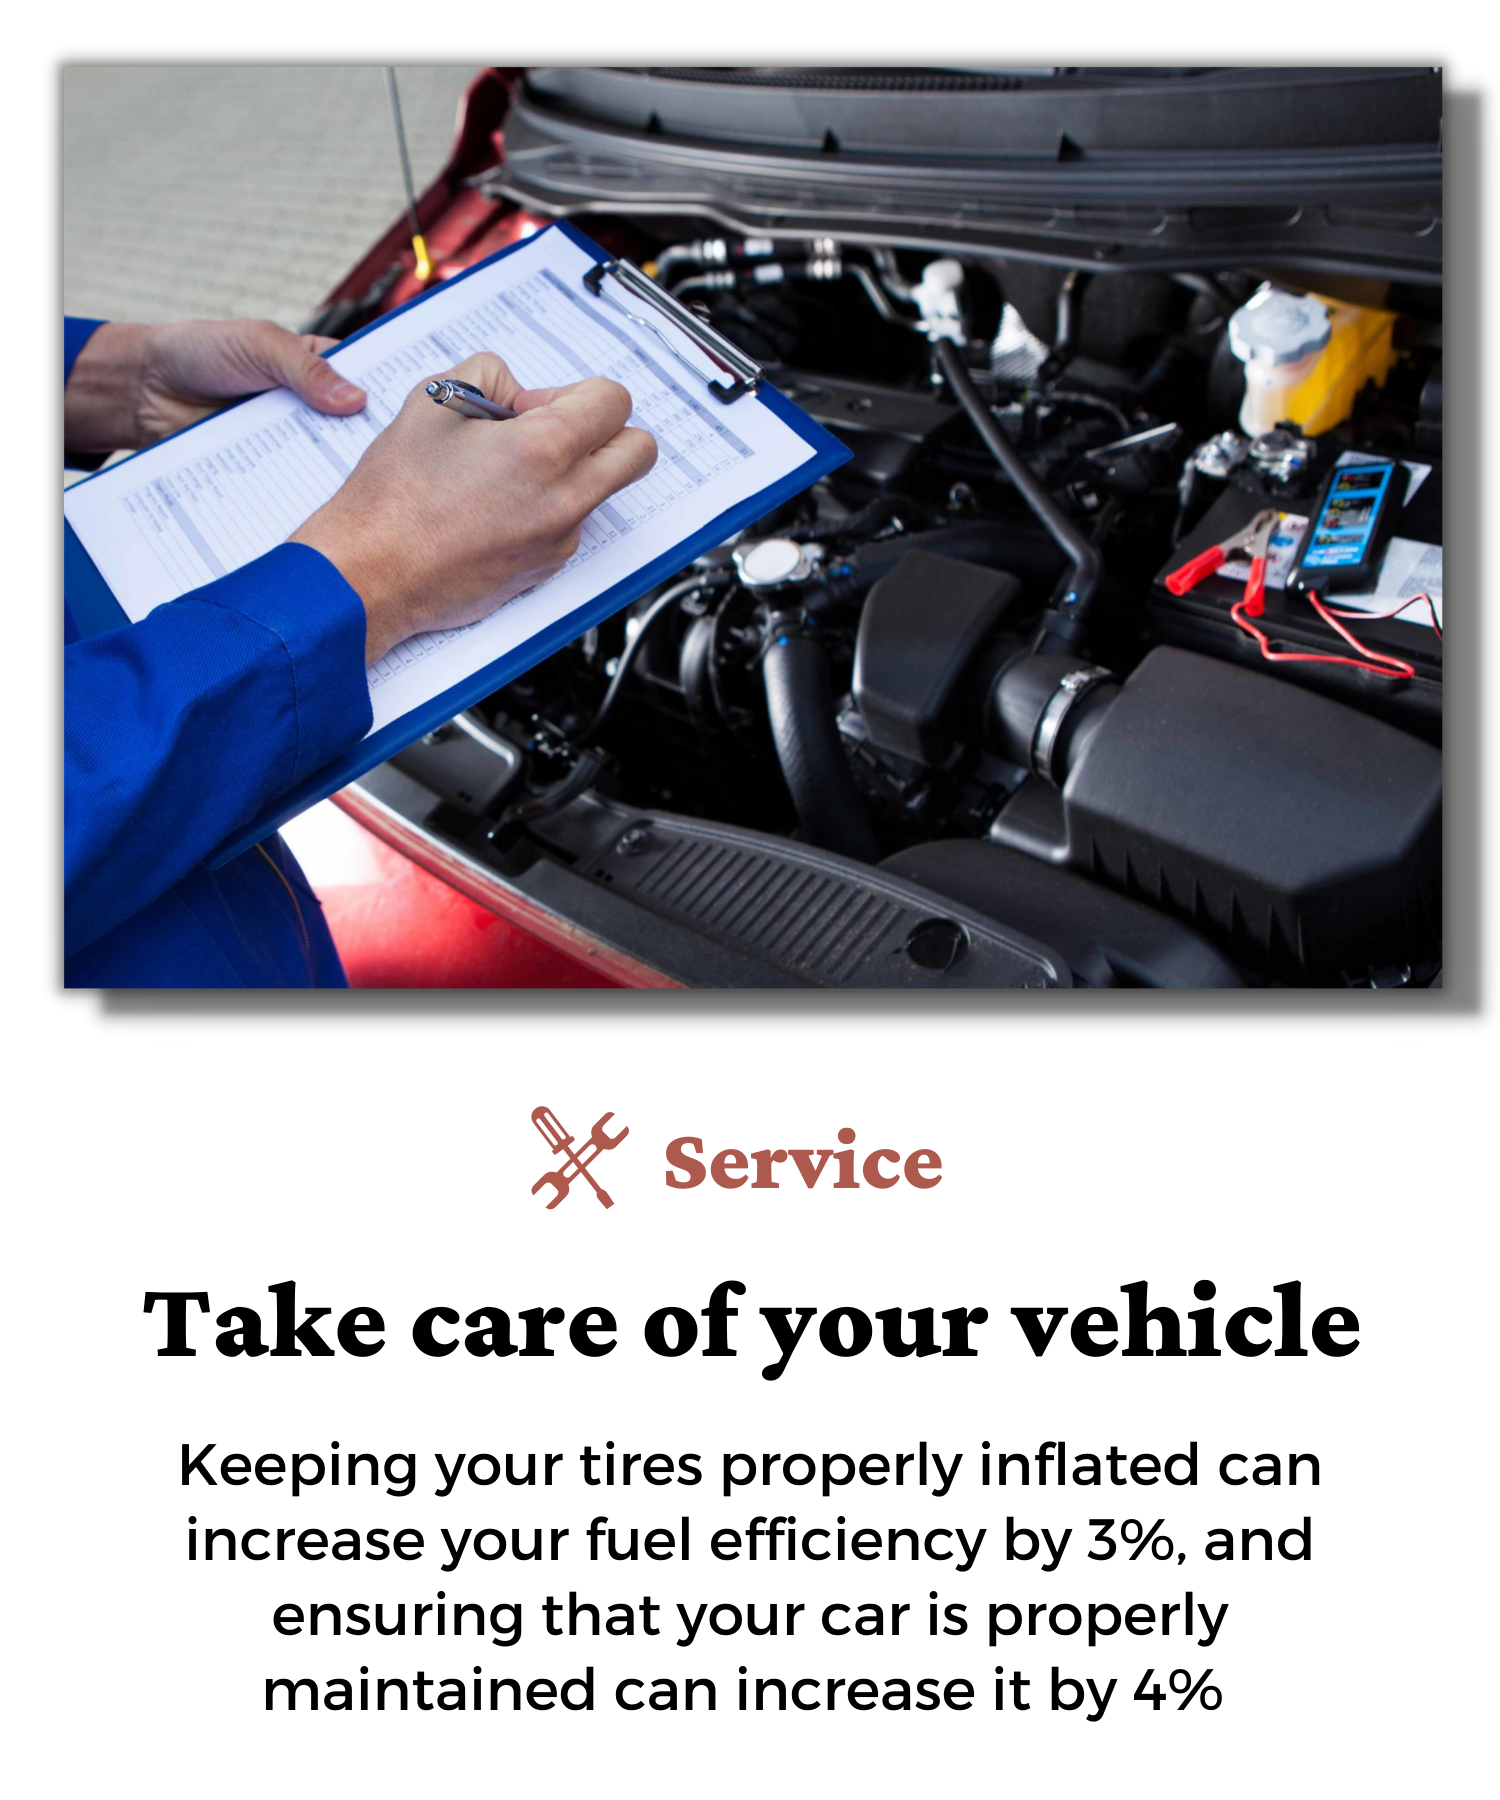 Service
Take care of your vehicle
Keeping your tires properly inflated can
increase your fuel efficiency by 3%, and
ensuring that your car is properly
maintained can increase it by 4%